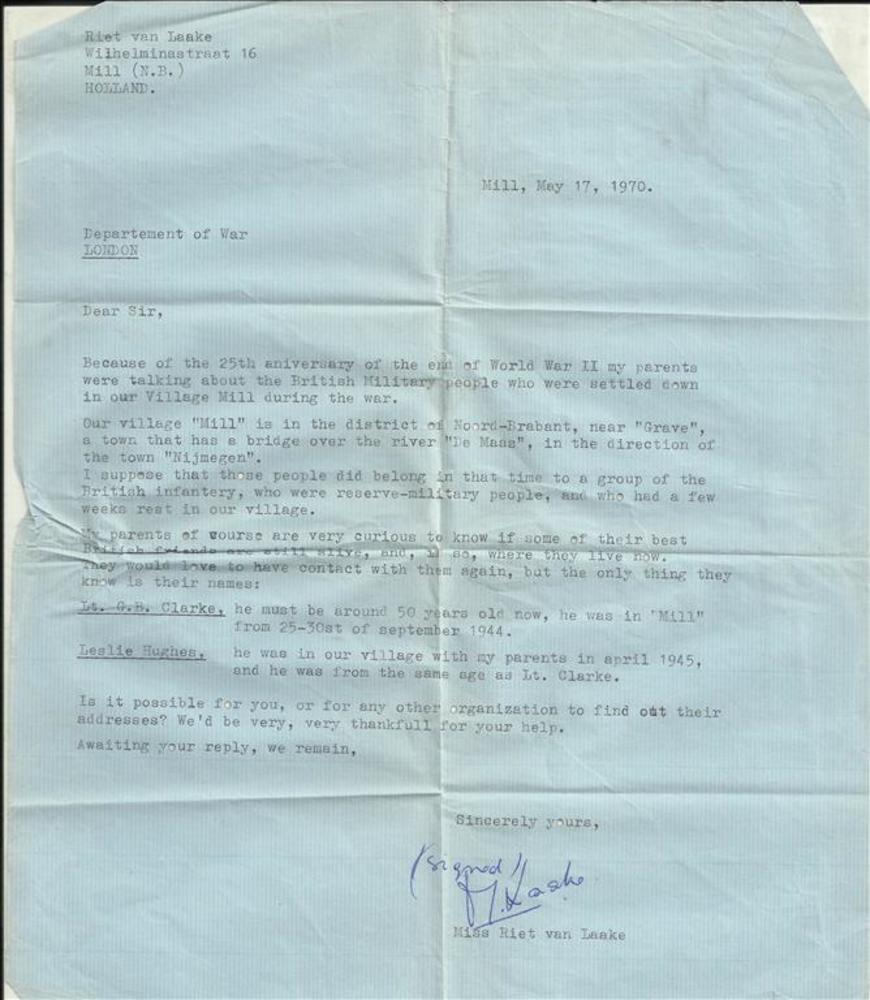 Riet van Laake
Wilhelminastraat 16
Mill (N.B.)
HOLLAND.
Mill, May 17, 1970.
Departement of War
LONDON
Dear Sir,
Because of the 25th aniversary of the end of World War II my parents
were talking about the British Military people who were settled down
in our Village Mill during the war.
Our village "Mill" is in the district of Noord-Brabant, near "Grave",
a town that has a bridge over the river "De Maas", in the direction of
the town "Nijmegen".
I suppose that those people did belong in that time to a group of the
British infantery, who were reserve-military people, and who had a few
weeks rest in our village.
My parents of course are very curious to know if some of their best
British friends are still alive, and, if so, where they live now.
They would love to have contact with them again, but the only thing they
know is their names:
Lt. G.B. Clarke, he must be around 50 years old now, he was in "Mill"
from 25-30st of september 1944.
Leslie Hughes, he was in our village with my parents in april 1945,
and he was from the same age as Lt. Clarke.
Is it possible for you, or for any other organization to find out their
addresses? We'd be very, very thankfull for your help.
Awaiting your reply, we remain,
Sincerely yours,
(signed)
Laake
Miss Riet van Laake